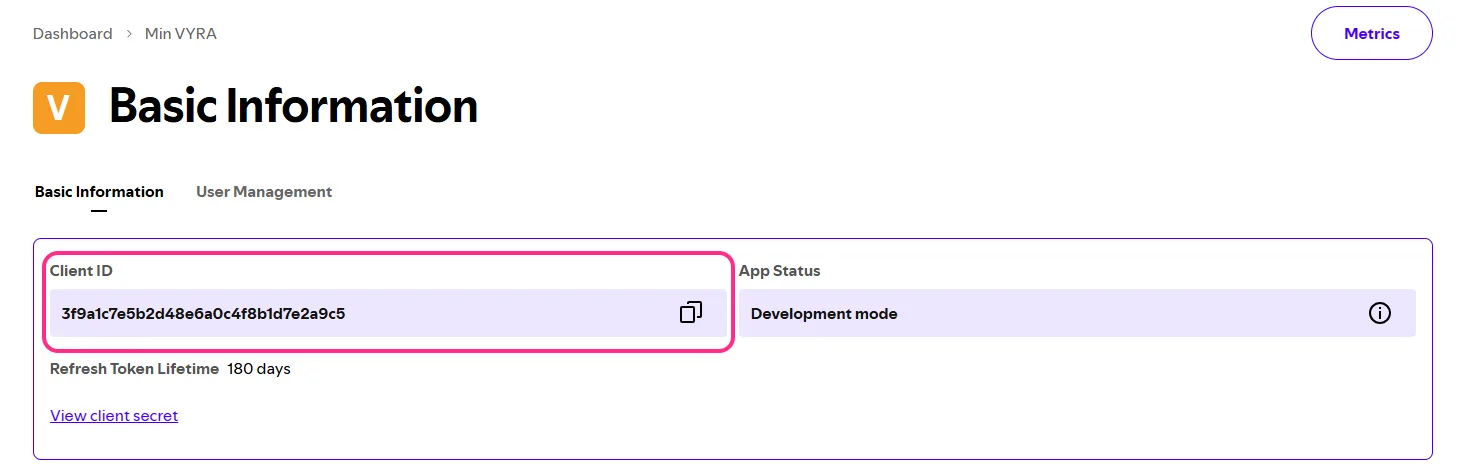 Dashboard > Min VYRA
Metrics
V
Basic Information
Basic Information User Management
Client ID App Status
3f9a1c7e5b2d48e6a0c4f8b1d7e2a9c5 Development mode
Refresh Token Lifetime 180 days
View client secret